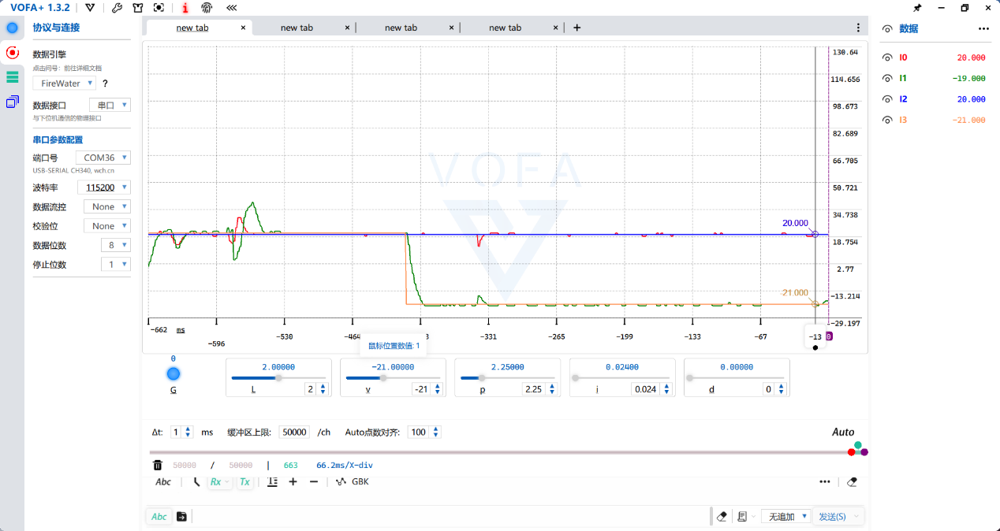 VOFA+ 1.3.2
协议与连接
new tab × new tab × new tab × new tab × +
数据
数据引擎
点击问号：前往详细文档
FireWater ?
数据接口 串口
与下位机通信的物理接口
串口参数配置
端口号 COM36
USB-SERIAL CH340, wch.cn
波特率 115200
数据流控 None
校验位 None
数据位数 8
停止位数 1
130.64
114.656
98.673
82.689
66.705
50.721
34.738
18.754
2.77
-13.214
-29.197
VOFA
20.000
-21.000
-662 ms
-596
-530
-464
-331
-265
-199
-133
-67
-13
0
鼠标位置数值: 1
I0 20.000
I1 -19.000
I2 20.000
I3 -21.000
0
G
2.00000
L 2
-21.00000
v -21
2.25000
p 2.25
0.02400
i 0.024
0.00000
d 0
Δt: 1 ms 缓冲区上限: 50000 /ch Auto点数对齐: 100 Auto
50000 / 50000 | 663 66.2ms/X-div
Abc Rx Tx + − GBK
Abc 无追加 发送(S)